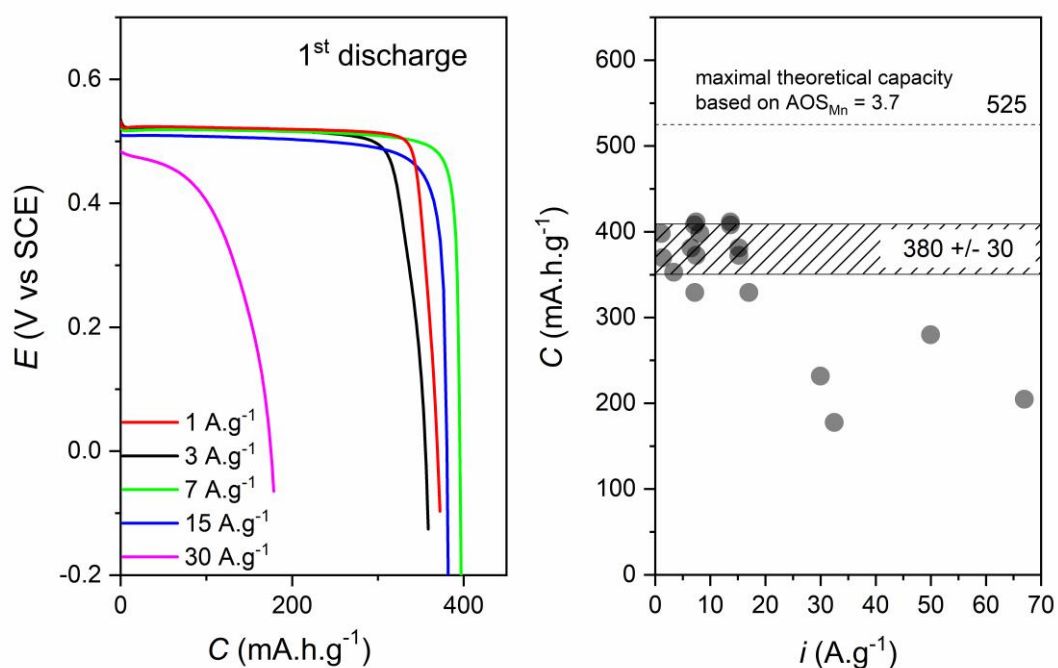 1st discharge
0.6
0.4
0.2
0.0
-0.2
E (V vs SCE)
1 A.g-1
3 A.g-1
7 A.g-1
15 A.g-1
30 A.g-1
0
200
400
C (mA.h.g-1)
maximal theoretical capacity
based on AOSMn = 3.7
525
380 +/- 30
600
500
400
300
200
100
0
C (mA.h.g-1)
0 10 20 30 40 50 60 70
i (A.g-1)